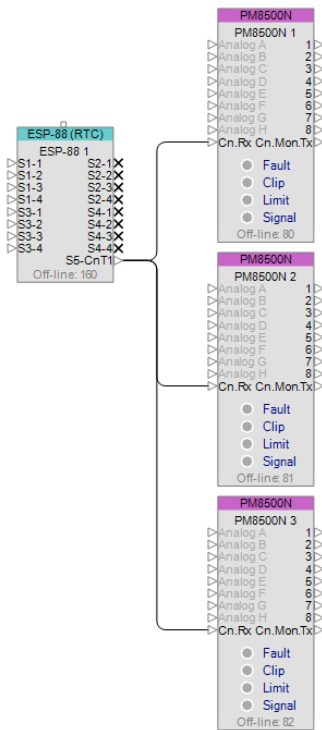 ESP-88 (RTC)
ESP-88 1
S1-1 S2-1
S1-2 S2-2
S1-3 S2-3
S1-4 S2-4
S3-1 S4-1
S3-2 S4-2
S3-3 S4-3
S3-4 S4-4
S5-CnT1
Off-line: 160
PM8500N
PM8500N 1
Analog A 1
Analog B 2
Analog C 3
Analog D 4
Analog E 5
Analog F 6
Analog G 7
Analog H 8
Cn.Rx Cn.Mon.Tx
Fault
Clip
Limit
Signal
Off-line: 80
PM8500N
PM8500N 2
Analog A 1
Analog B 2
Analog C 3
Analog D 4
Analog E 5
Analog F 6
Analog G 7
Analog H 8
Cn.Rx Cn.Mon.Tx
Fault
Clip
Limit
Signal
Off-line: 81
PM8500N
PM8500N 3
Analog A 1
Analog B 2
Analog C 3
Analog D 4
Analog E 5
Analog F 6
Analog G 7
Analog H 8
Cn.Rx Cn.Mon.Tx
Fault
Clip
Limit
Signal
Off-line: 82